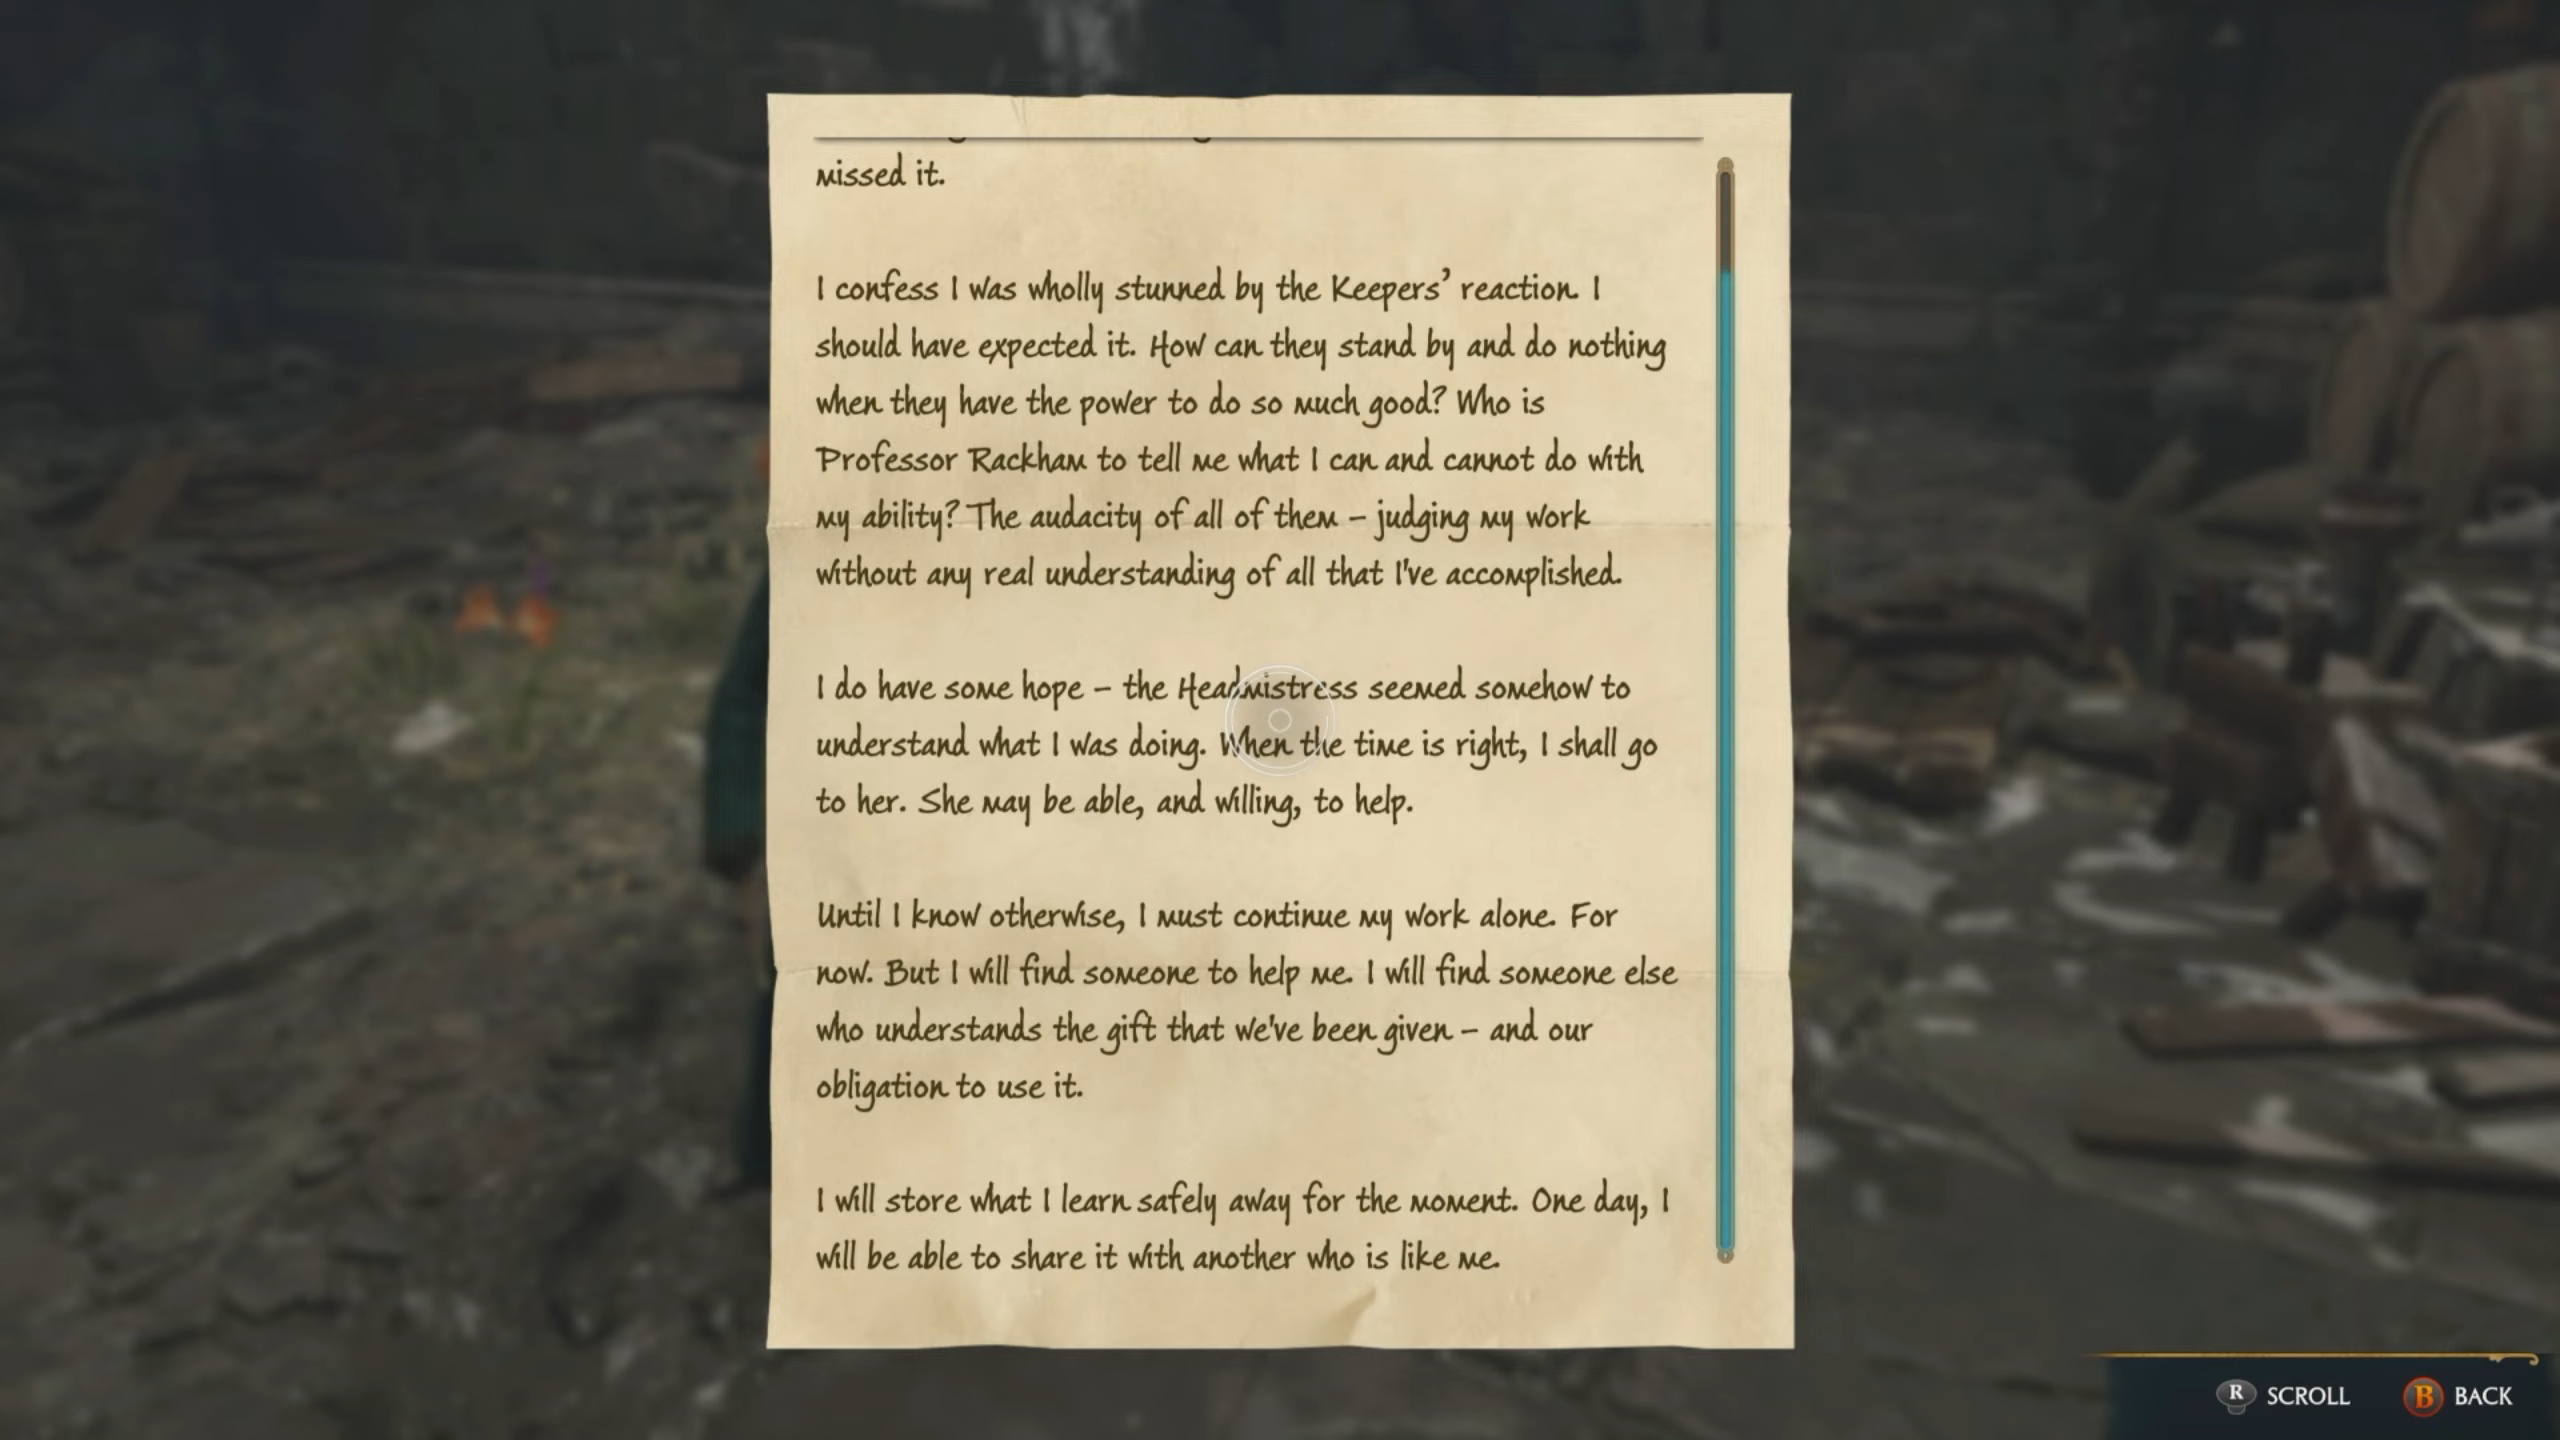 missed it.
I confess I was wholly stunned by the Keepers’ reaction. I
should have expected it. How can they stand by and do nothing
when they have the power to do so much good? Who is
Professor Rackham to tell me what I can and cannot do with
my ability? The audacity of all of them – judging my work
without any real understanding of all that I've accomplished.
I do have some hope – the Headmistress seemed somehow to
understand what I was doing. When the time is right, I shall go
to her. She may be able, and willing, to help.
Until I know otherwise, I must continue my work alone. For
now. But I will find someone to help me. I will find someone else
who understands the gift that we've been given – and our
obligation to use it.
I will store what I learn safely away for the moment. One day, I
will be able to share it with another who is like me.
R SCROLL B BACK